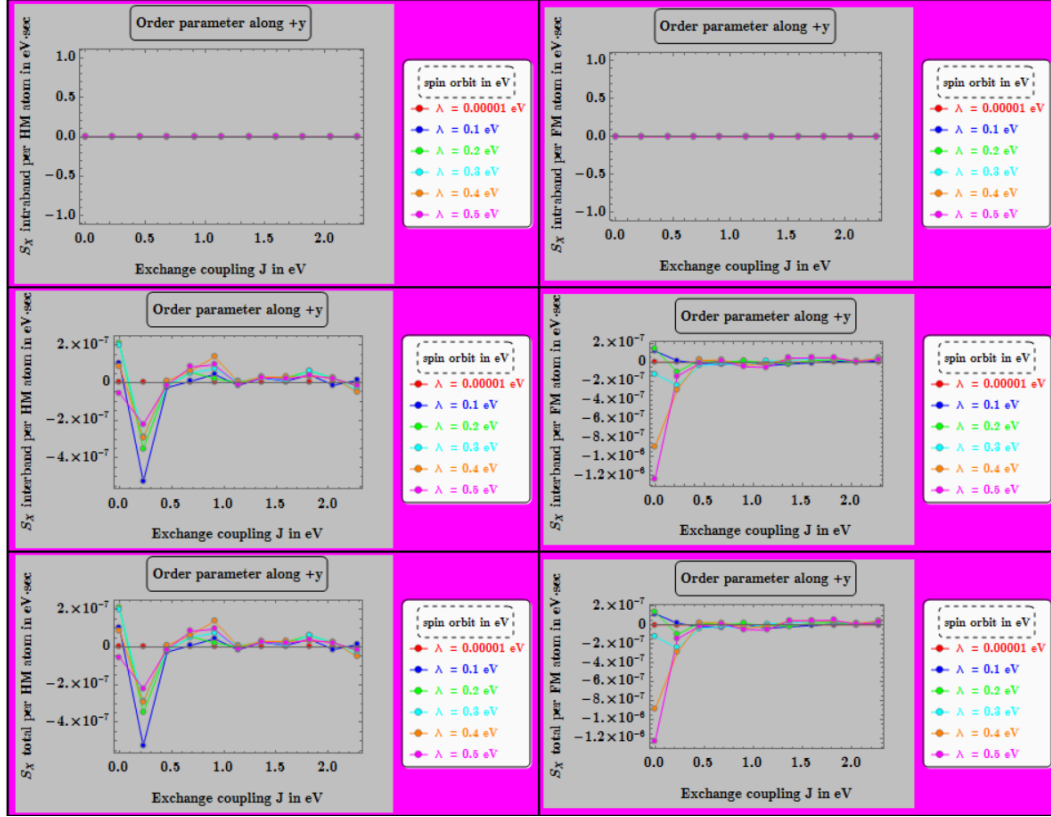 Order parameter along +y
S_X intraband per HM atom in eV·sec
1.0
0.5
0.0
−0.5
−1.0
0.0 0.5 1.0 1.5 2.0
Exchange coupling J in eV
spin orbit in eV
λ = 0.00001 eV
λ = 0.1 eV
λ = 0.2 eV
λ = 0.3 eV
λ = 0.4 eV
λ = 0.5 eV
Order parameter along +y
S_X intraband per FM atom in eV·sec
1.0
0.5
0.0
−0.5
−1.0
0.0 0.5 1.0 1.5 2.0
Exchange coupling J in eV
spin orbit in eV
λ = 0.00001 eV
λ = 0.1 eV
λ = 0.2 eV
λ = 0.3 eV
λ = 0.4 eV
λ = 0.5 eV
Order parameter along +y
S_X interband per HM atom in eV·sec
2.×10⁻⁷
0
−2.×10⁻⁷
−4.×10⁻⁷
0.0 0.5 1.0 1.5 2.0
Exchange coupling J in eV
spin orbit in eV
λ = 0.00001 eV
λ = 0.1 eV
λ = 0.2 eV
λ = 0.3 eV
λ = 0.4 eV
λ = 0.5 eV
Order parameter along +y
S_X interband per FM atom in eV·sec
2.×10⁻⁷
0
−2.×10⁻⁷
−4.×10⁻⁷
−6.×10⁻⁷
−8.×10⁻⁷
−1.×10⁻⁶
−1.2×10⁻⁶
0.0 0.5 1.0 1.5 2.0
Exchange coupling J in eV
spin orbit in eV
λ = 0.00001 eV
λ = 0.1 eV
λ = 0.2 eV
λ = 0.3 eV
λ = 0.4 eV
λ = 0.5 eV
Order parameter along +y
S_X total per HM atom in eV·sec
2.×10⁻⁷
0
−2.×10⁻⁷
−4.×10⁻⁷
0.0 0.5 1.0 1.5 2.0
Exchange coupling J in eV
spin orbit in eV
λ = 0.00001 eV
λ = 0.1 eV
λ = 0.2 eV
λ = 0.3 eV
λ = 0.4 eV
λ = 0.5 eV
Order parameter along +y
S_X total per FM atom in eV·sec
2.×10⁻⁷
0
−2.×10⁻⁷
−4.×10⁻⁷
−6.×10⁻⁷
−8.×10⁻⁷
−1.×10⁻⁶
−1.2×10⁻⁶
0.0 0.5 1.0 1.5 2.0
Exchange coupling J in eV
spin orbit in eV
λ = 0.00001 eV
λ = 0.1 eV
λ = 0.2 eV
λ = 0.3 eV
λ = 0.4 eV
λ = 0.5 eV